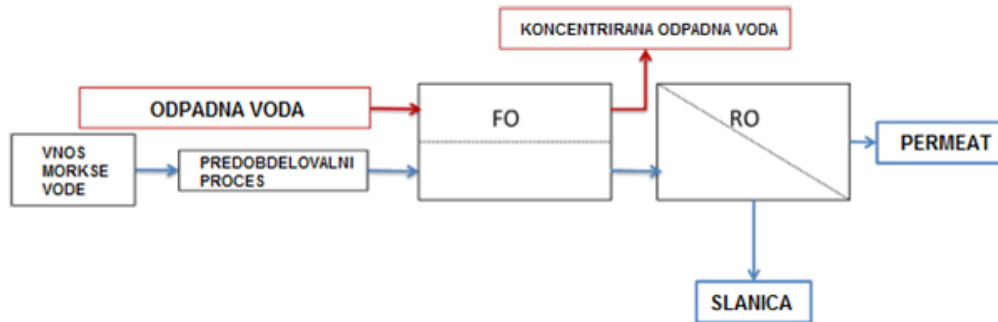 KONCENTRIRANA ODPADNA VODA
ODPADNA VODA
FO
RO
VNOS
MORKSE
VODE
PREDOBDELOVALNI
PROCES
PERMEAT
SLANICA